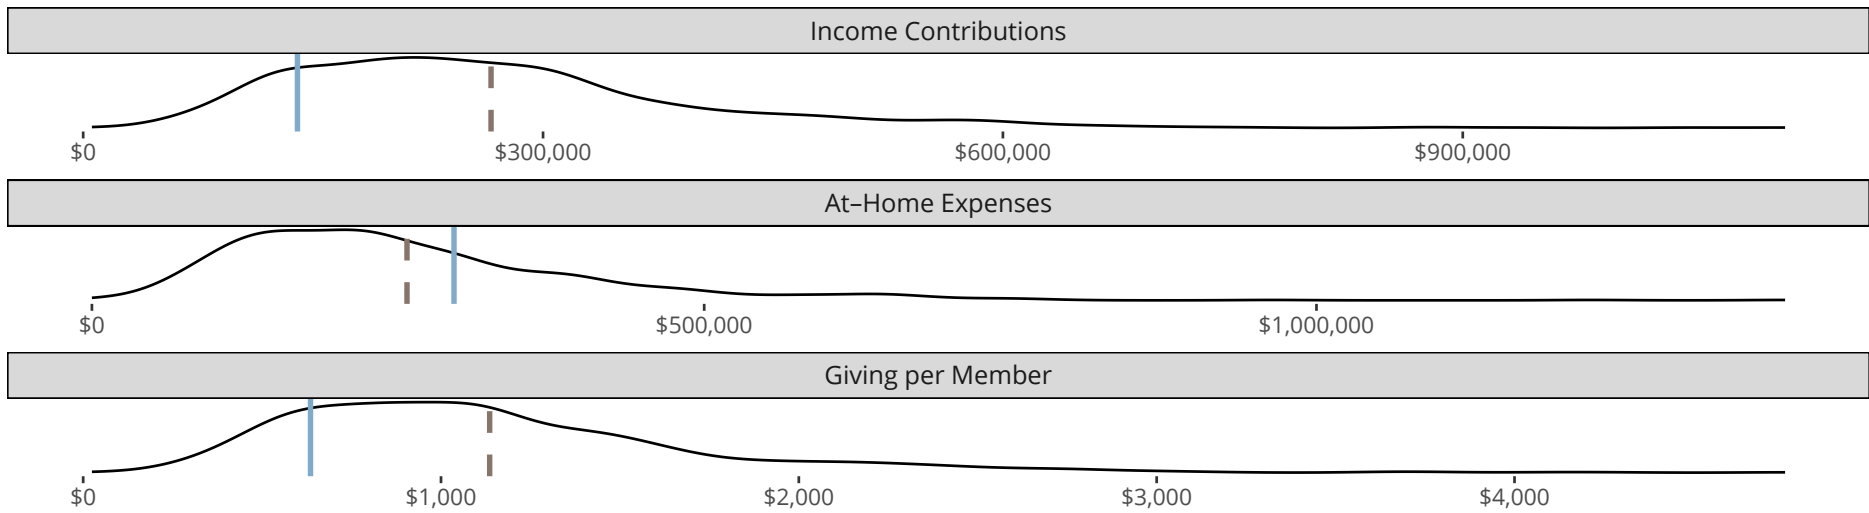 Income Contributions
$0 $300,000 $600,000 $900,000
At–Home Expenses
$0 $500,000 $1,000,000
Giving per Member
$0 $1,000 $2,000 $3,000 $4,000